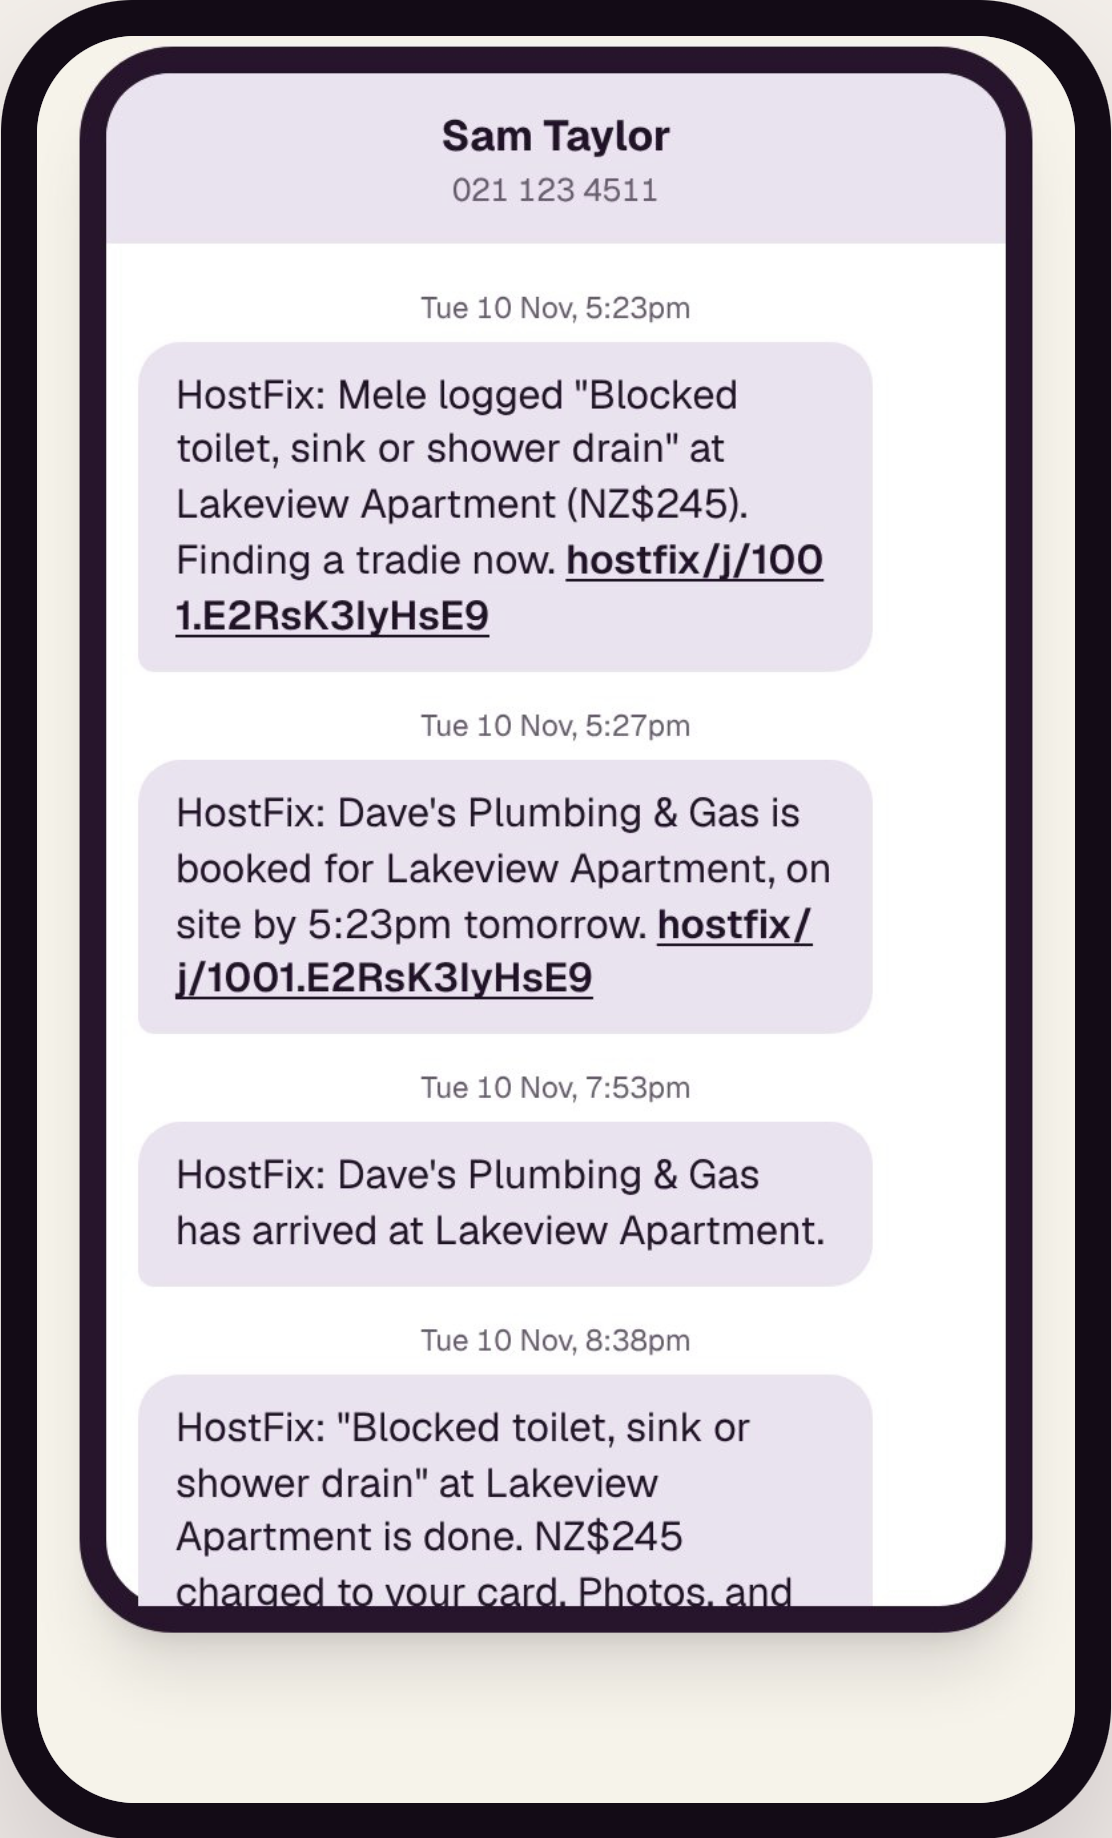 Sam Taylor
021 123 4511
Tue 10 Nov, 5:23pm
HostFix: Mele logged "Blocked
toilet, sink or shower drain" at
Lakeview Apartment (NZ$245).
Finding a tradie now. hostfix/j/100
1.E2RsK3IyHsE9
Tue 10 Nov, 5:27pm
HostFix: Dave's Plumbing & Gas is
booked for Lakeview Apartment, on
site by 5:23pm tomorrow. hostfix/
j/1001.E2RsK3IyHsE9
Tue 10 Nov, 7:53pm
HostFix: Dave's Plumbing & Gas
has arrived at Lakeview Apartment.
Tue 10 Nov, 8:38pm
HostFix: "Blocked toilet, sink or
shower drain" at Lakeview
Apartment is done. NZ$245
charged to your card. Photos, and